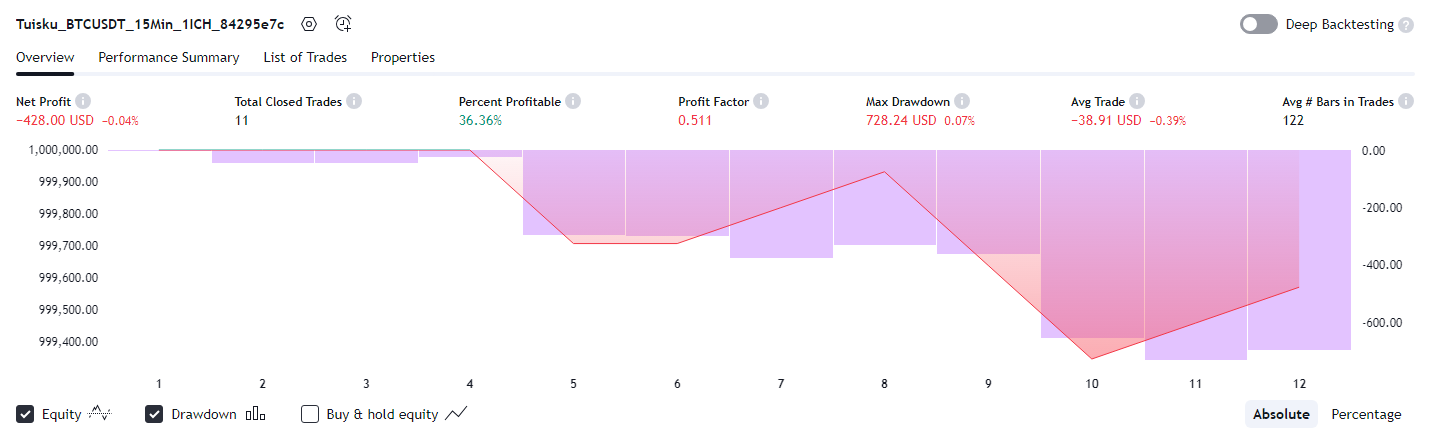 Tuisku_BTCUSDT_15Min_1ICH_84295e7c Deep Backtesting ?
Overview Performance Summary List of Trades Properties
Net Profit Total Closed Trades Percent Profitable Profit Factor Max Drawdown Avg Trade Avg # Bars in Trades
−428.00 USD −0.04% 11 36.36% 0.511 728.24 USD 0.07% −38.91 USD −0.39% 122
1,000,000.00 0.00
999,900.00
999,800.00 -200.00
999,700.00
999,600.00 -400.00
999,500.00
999,400.00 -600.00
1 2 3 4 5 6 7 8 9 10 11 12
Equity Drawdown Buy & hold equity Absolute Percentage